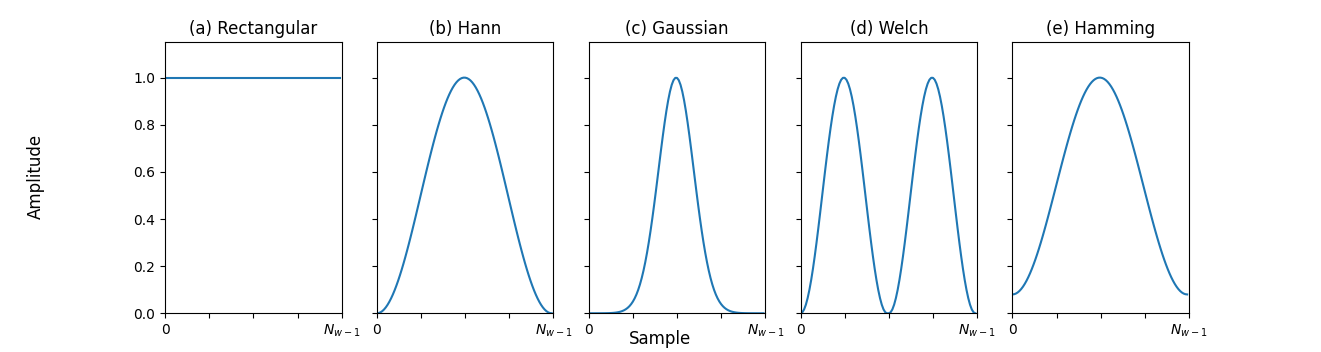 (a) Rectangular
(b) Hann
(c) Gaussian
(d) Welch
(e) Hamming
Amplitude
1.0
0.8
0.6
0.4
0.2
0.0
0 N_{w-1}
0 N_{w-1}
0 N_{w-1}
0 N_{w-1}
0 N_{w-1}
Sample